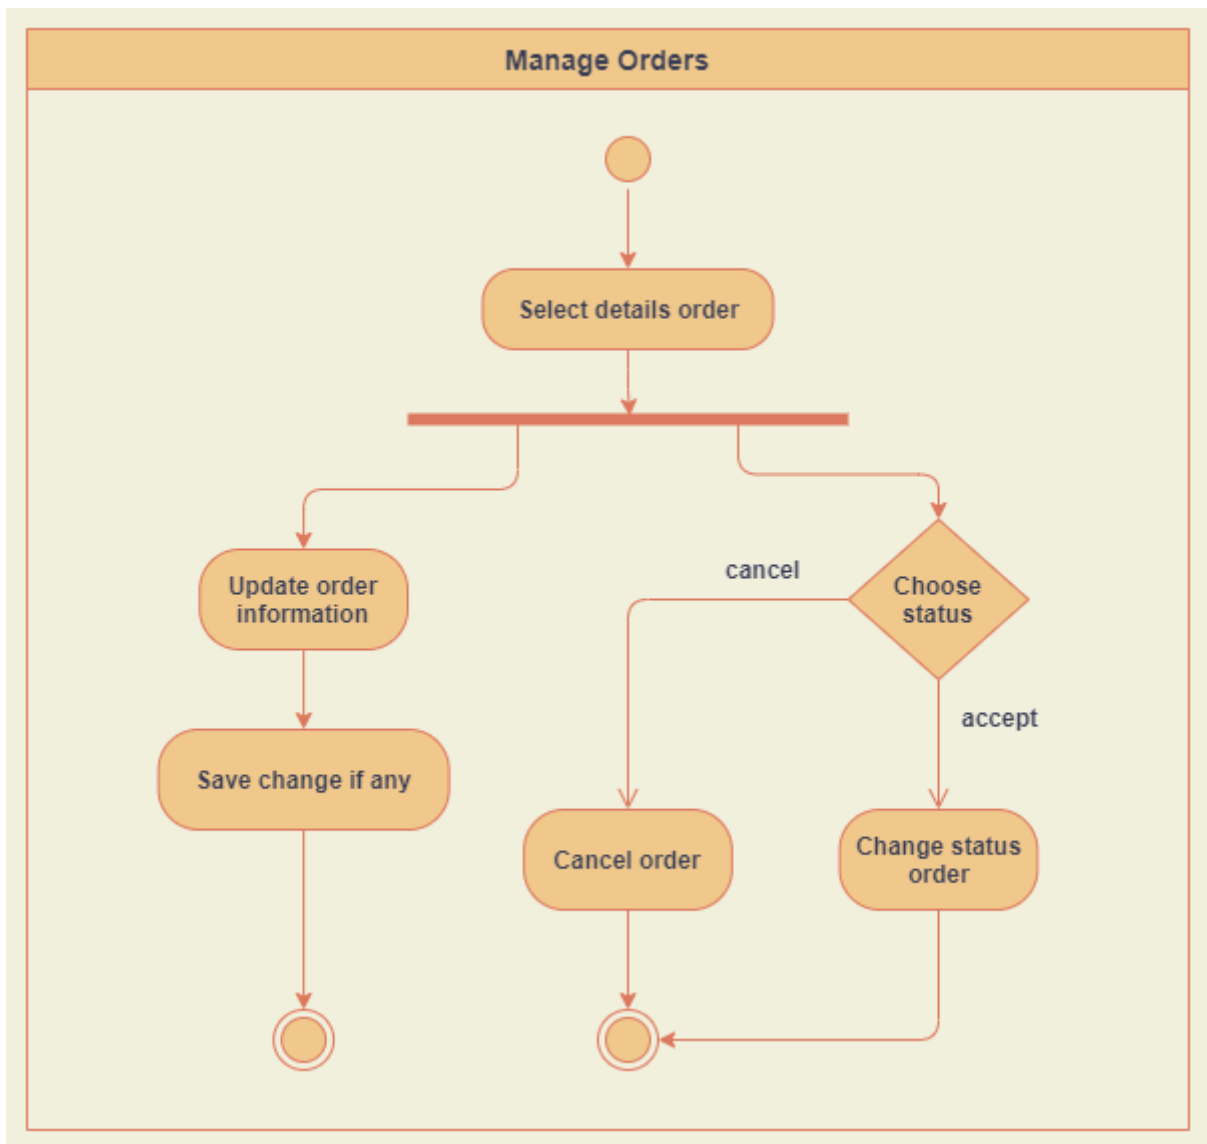 Manage Orders
Select details order
Update order
information
cancel
Choose
status
accept
Save change if any
Cancel order
Change status
order